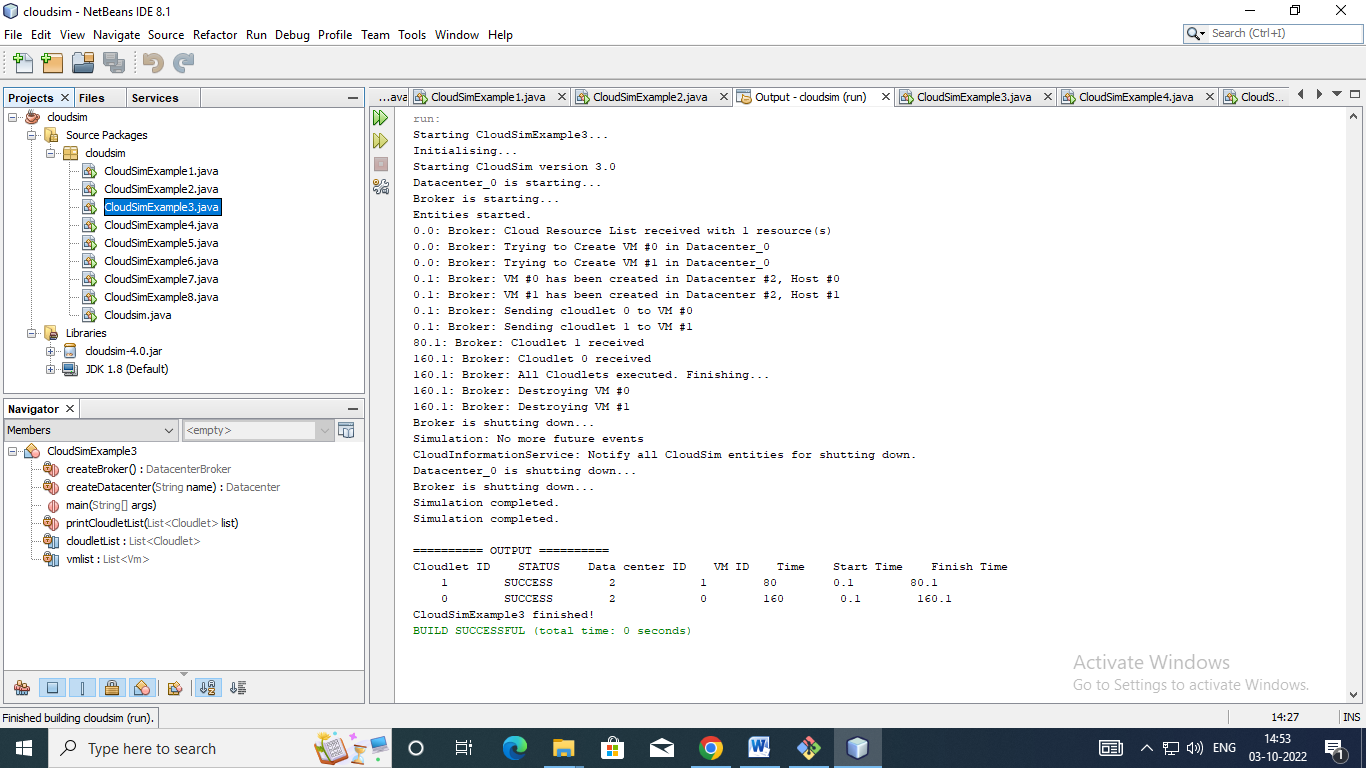 cloudsim - NetBeans IDE 8.1
File Edit View Navigate Source Refactor Run Debug Profile Team Tools Window Help
Search (Ctrl+I)
Projects Files Services
cloudsim
Source Packages
cloudsim
CloudSimExample1.java
CloudSimExample2.java
CloudSimExample3.java
CloudSimExample4.java
CloudSimExample5.java
CloudSimExample6.java
CloudSimExample7.java
CloudSimExample8.java
Cloudsim.java
Libraries
cloudsim-4.0.jar
JDK 1.8 (Default)
Navigator
Members <empty>
CloudSimExample3
createBroker() : DatacenterBroker
createDatacenter(String name) : Datacenter
main(String[] args)
printCloudletList(List<Cloudlet> list)
cloudletList : List<Cloudlet>
vmlist : List<Vm>
...ava CloudSimExample1.java CloudSimExample2.java Output - cloudsim (run) CloudSimExample3.java CloudSimExample4.java CloudS...
run:
Starting CloudSimExample3...
Initialising...
Starting CloudSim version 3.0
Datacenter_0 is starting...
Broker is starting...
Entities started.
0.0: Broker: Cloud Resource List received with 1 resource(s)
0.0: Broker: Trying to Create VM #0 in Datacenter_0
0.0: Broker: Trying to Create VM #1 in Datacenter_0
0.1: Broker: VM #0 has been created in Datacenter #2, Host #0
0.1: Broker: VM #1 has been created in Datacenter #2, Host #1
0.1: Broker: Sending cloudlet 0 to VM #0
0.1: Broker: Sending cloudlet 1 to VM #1
80.1: Broker: Cloudlet 1 received
160.1: Broker: Cloudlet 0 received
160.1: Broker: All Cloudlets executed. Finishing...
160.1: Broker: Destroying VM #0
160.1: Broker: Destroying VM #1
Broker is shutting down...
Simulation: No more future events
CloudInformationService: Notify all CloudSim entities for shutting down.
Datacenter_0 is shutting down...
Broker is shutting down...
Simulation completed.
Simulation completed.
========== OUTPUT ==========
Cloudlet ID STATUS Data center ID VM ID Time Start Time Finish Time
1 SUCCESS 2 1 80 0.1 80.1
0 SUCCESS 2 0 160 0.1 160.1
CloudSimExample3 finished!
BUILD SUCCESSFUL (total time: 0 seconds)
Activate Windows
Go to Settings to activate Windows.
Finished building cloudsim (run).
14:27 INS
Type here to search
ENG
14:53
03-10-2022
1